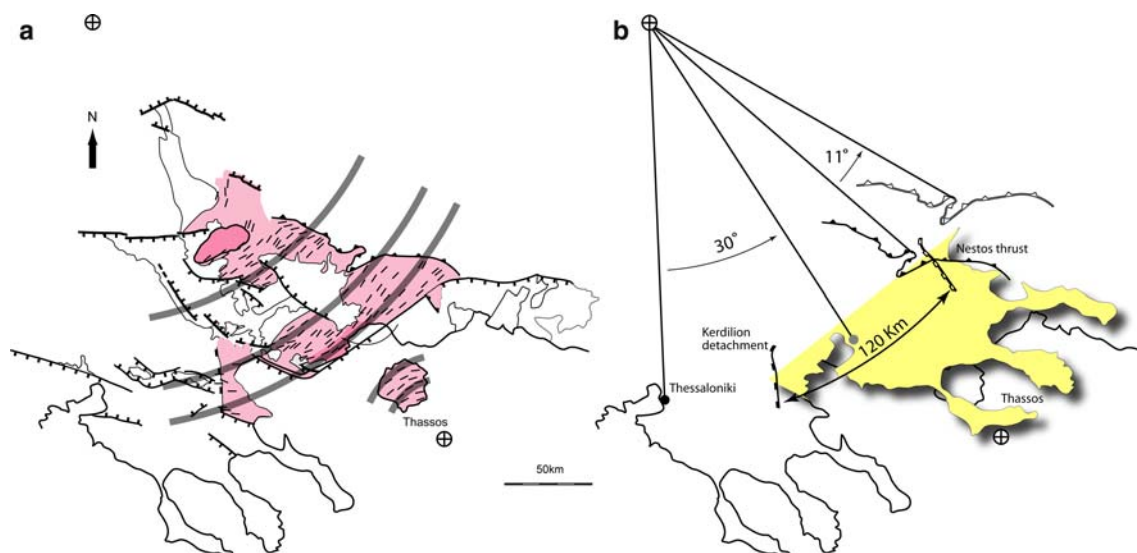 a
N
Thassos
50km
b
11°
30°
Nestos thrust
120 Km
Kerdilion
detachment
Thessaloniki
Thassos